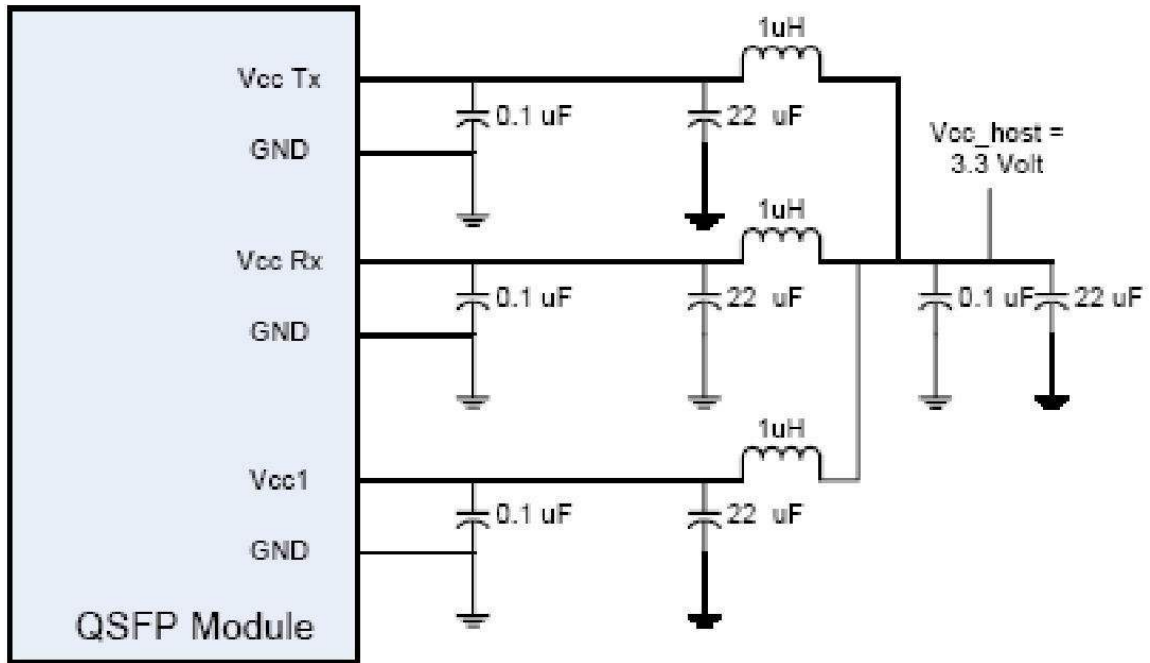 1uH
Vcc Tx
0.1 uF
22 uF
GND
Vcc_host =
3.3 Volt
1uH
Vcc Rx
0.1 uF
22 uF
0.1 uF
22 uF
GND
1uH
Vcc1
0.1 uF
22 uF
GND
QSFP Module